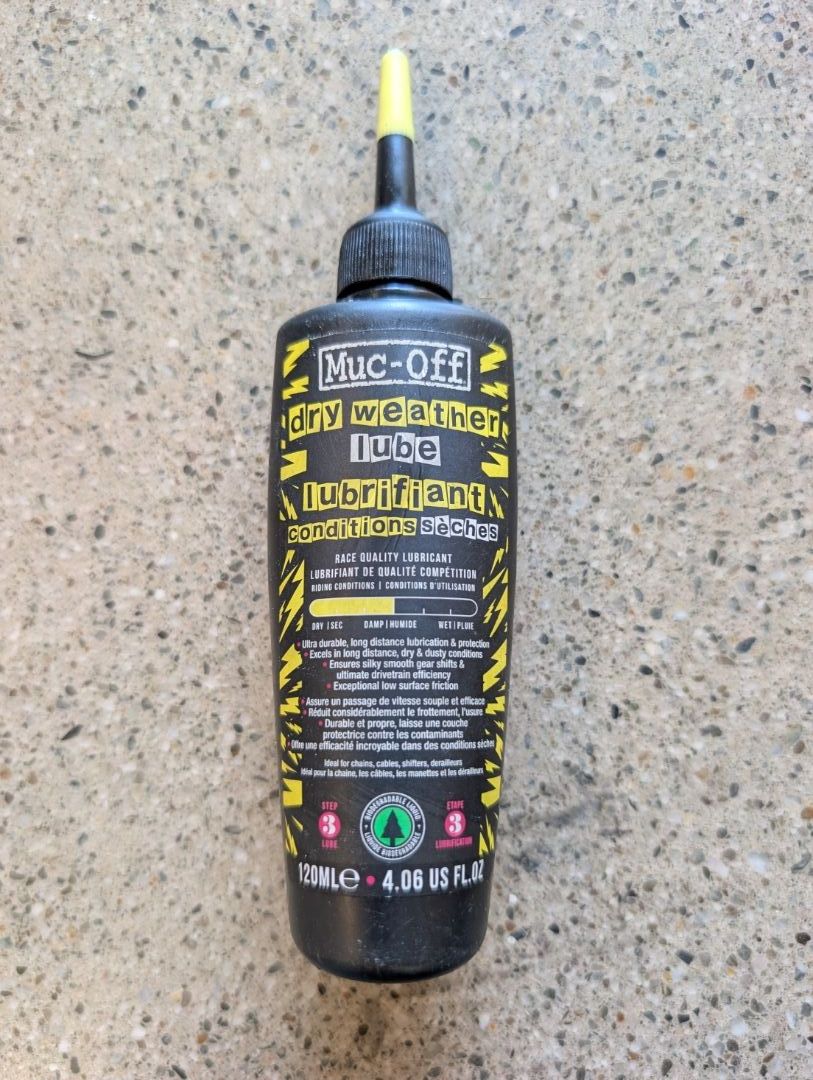 Muc-Off
dry weather
lube
lubrifiant
conditions sèches
RACE QUALITY LUBRICANT
LUBRIFIANT DE QUALITÉ COMPÉTITION
RIDING CONDITIONS | CONDITIONS D'UTILISATION
DRY | SEC DAMP | HUMIDE WET | PLUIE
• Ultra durable, long distance lubrication & protection
• Excels in long distance, dry & dusty conditions
• Ensures silky smooth gear shifts &
ultimate drivetrain efficiency
• Exceptional low surface friction
• Assure un passage de vitesse souple et efficace
• Réduit considérablement le frottement, l'usure
• Durable et propre, laisse une couche
protectrice contre les contaminants
• Offre une efficacité incroyable dans des conditions sèches
Ideal for chains, cables, shifters, derailleurs
Idéal pour la chaine, les câbles, les manettes et les dérailleurs
STEP
3
LUBE
BIODEGRADABLE LIQUID
LIQUIDE BIODÉGRADABLE
ETAPE
3
LUBRIFICATION
120ML℮ • 4.06 US FL.OZ